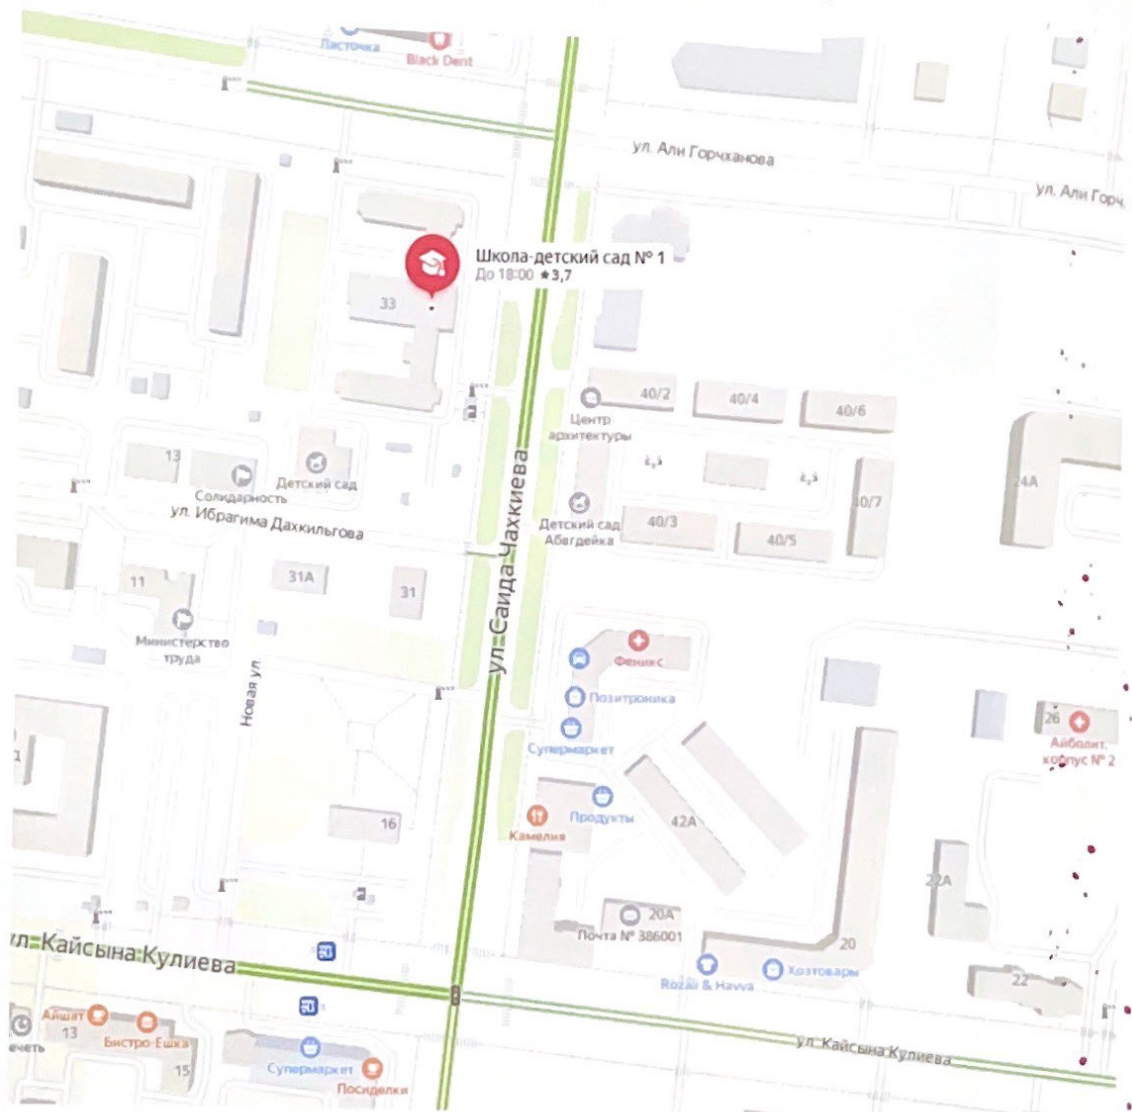 Ласточка
Black Dent
ул. Али Горчханова
ул. Али Горч.
Школа-детский сад № 1
До 18:00 ★3,7
33
40/2
40/4
40/6
Центр
архитектуры
13
Солидарность
Детский сад
24А
40/7
ул. Ибрагима Дахкильгова
Детский сад
Абвгдейка
40/3
40/5
ул. Саида Чахкиева
11
31А
31
Министерство
труда
Феникс
Позитроника
Новая ул.
Супермаркет
26
Айболит,
корпус № 2
Продукты
Камелия
42А
16
22А
20А
Почта № 386001
20
ул. Кайсына Кулиева
Rozali & Havva
Хозтовары
22
Айшат
13
Бистро-Ешка
ечеть
15
Супермаркет
Посиделки
ул. Кайсына Кулиева